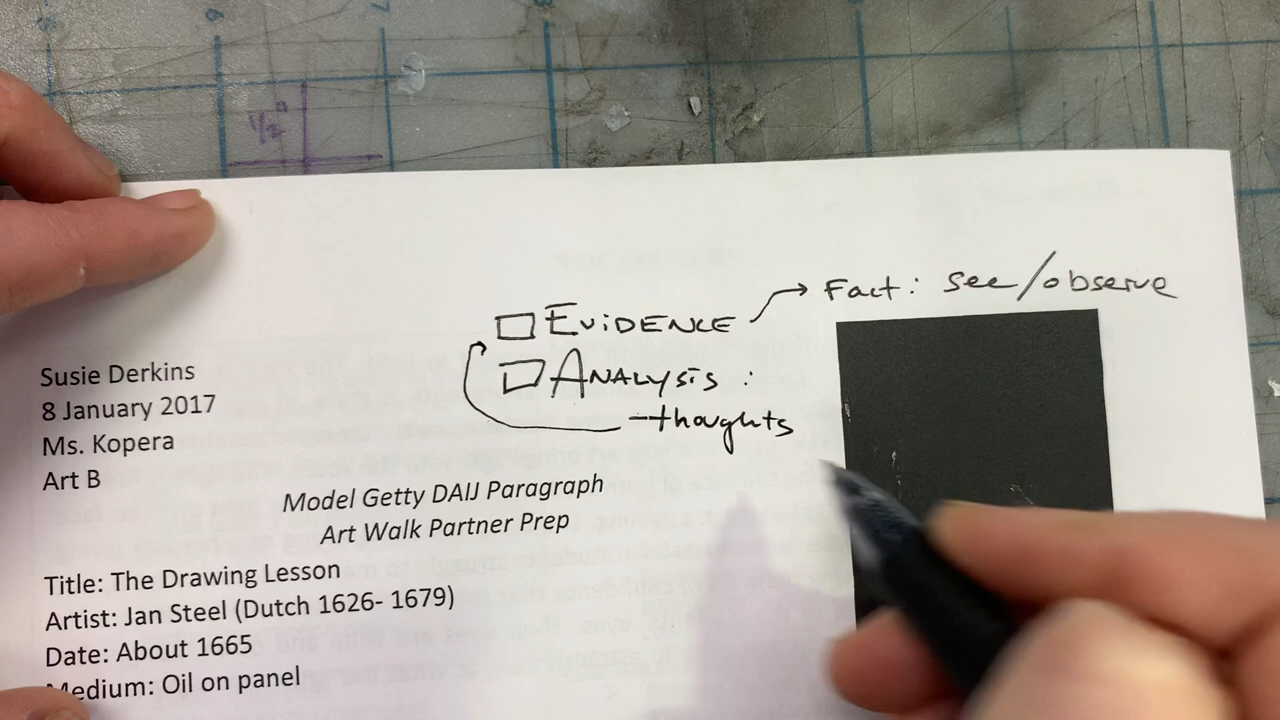 1/2"
□ EVIDENCE → Fact: see/observe
□ ANALYSIS:
-thoughts
Susie Derkins
8 January 2017
Ms. Kopera
Art B
Model Getty DAIJ Paragraph
Art Walk Partner Prep
Title: The Drawing Lesson
Artist: Jan Steel (Dutch 1626- 1679)
Date: About 1665
Medium: Oil on panel